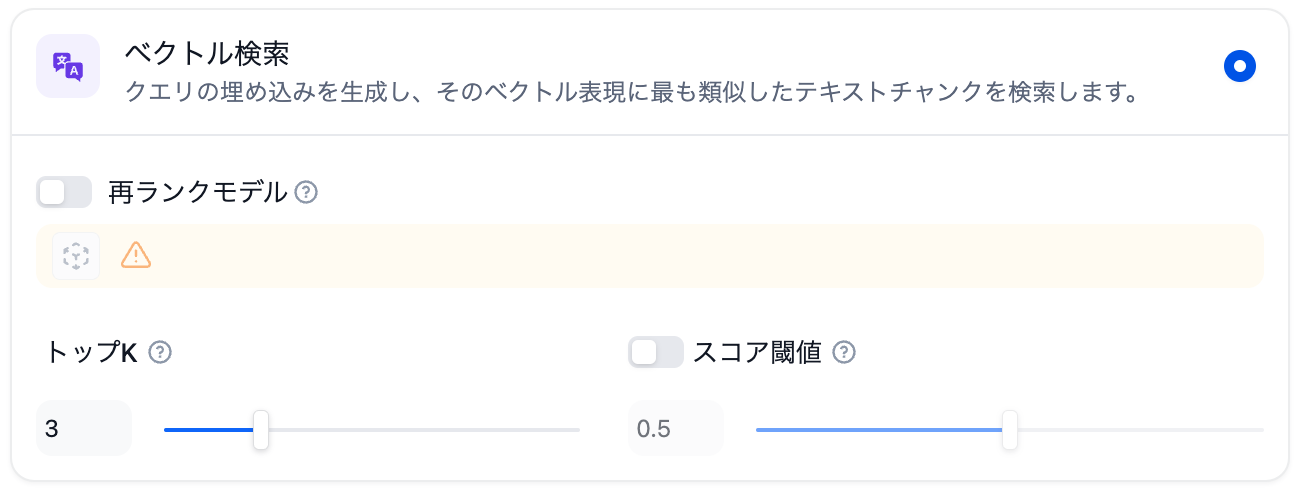 ベクトル検索
クエリの埋め込みを生成し、そのベクトル表現に最も類似したテキストチャンクを検索します。
再ランクモデル
トップK
スコア閾値
3
0.5